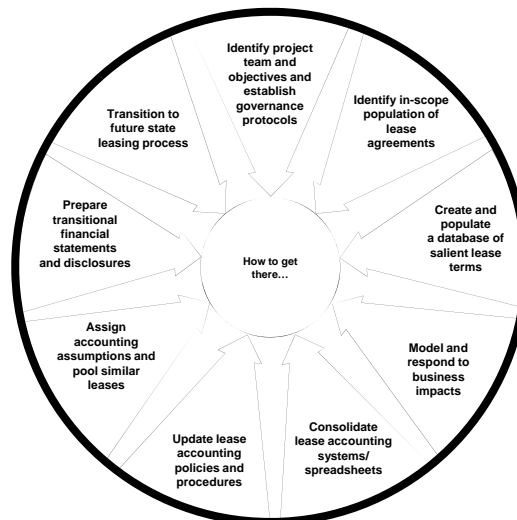 Identify project
team and
objectives and
establish
governance
protocols
Identify in-scope
population of
lease
agreements
Create and
populate
a database of
salient lease
terms
Model and
respond to
business
impacts
Consolidate
lease accounting
systems/
spreadsheets
Update lease
accounting
policies and
procedures
Assign
accounting
assumptions and
pool similar
leases
Prepare
transitional
financial
statements
and disclosures
Transition to
future state
leasing process
How to get
there…